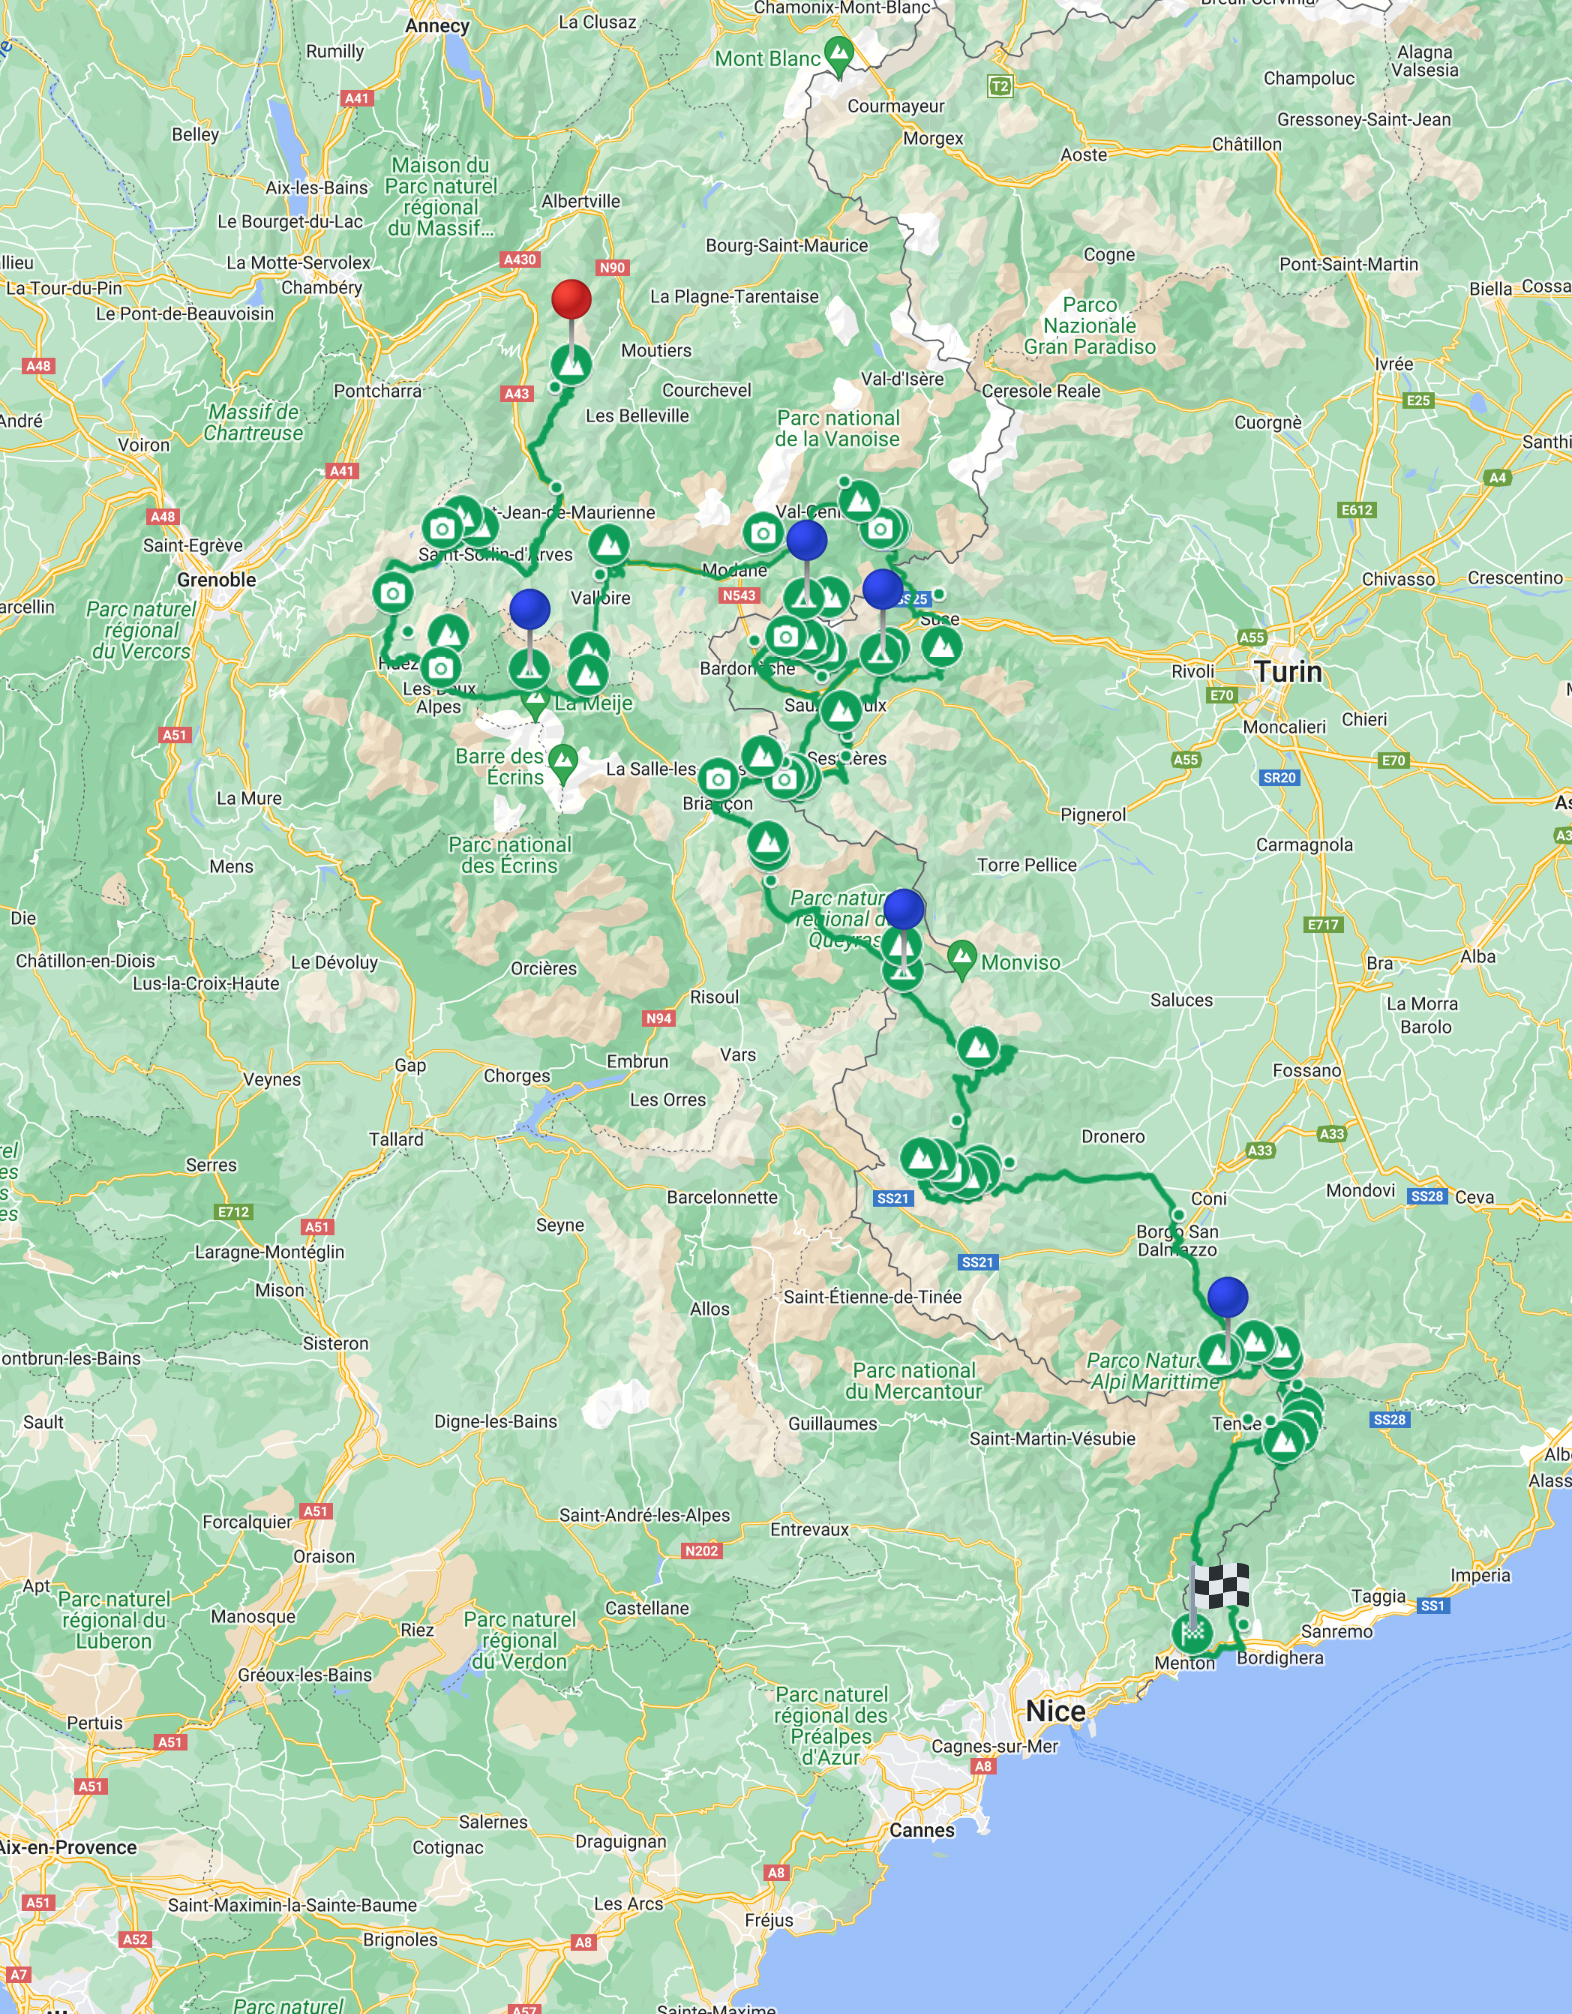 Chamonix-Mont-Blanc
Annecy
La Clusaz
Rumilly
Mont Blanc
Alagna
Valsesia
Champoluc
T2
A41
Courmayeur
Gressoney-Saint-Jean
Belley
Morgex
Châtillon
Aoste
Maison du
Parc naturel
régional
du Massif...
Aix-les-Bains
Albertville
Le Bourget-du-Lac
Bourg-Saint-Maurice
Cogne
A430
N90
llieu
La Motte-Servolex
Pont-Saint-Martin
La Tour-du-Pin
Chambéry
La Plagne-Tarentaise
Biella
Cossa
Le Pont-de-Beauvoisin
Parco
Nazionale
Gran Paradiso
Moutiers
A48
Ivrée
Val-d'Isère
Pontcharra
A43
Courchevel
Ceresole Reale
E25
André
Massif de
Chartreuse
Les Belleville
Parc national
de la Vanoise
Cuorgnè
Voiron
Santhi
A41
A4
A48
t-Jean-de-Maurienne
Val-Ceni
E612
Saint-Egrève
Saint-Sorlin-d'Arves
Grenoble
Modane
Chivasso
Crescentino
arcellin
Valloire
N543
SS25
Parc naturel
régional
du Vercors
Suse
A55
Huez
Bardonèche
Rivoli
Turin
Les Deux
Alpes
La Meije
E70
A51
Moncalieri
Chieri
Barre des
Écrins
La Salle-les
Sestrières
A55
E70
SR20
La Mure
Briançon
Pignerol
As
Parc national
des Écrins
Carmagnola
Mens
Torre Pellice
Die
Parc natur
régional d
Queyras
E717
Châtillon-en-Diois
Le Dévoluy
Orcières
Monviso
Bra
Alba
Lus-la-Croix-Haute
Risoul
Saluces
La Morra
Barolo
N94
Gap
Embrun
Vars
Veynes
Chorges
Fossano
Les Orres
Tallard
Dronero
A33
A33
Serres
Barcelonnette
SS21
Coni
Mondovi
SS28
Ceva
E712
A51
Seyne
Borgo San
Dalmazzo
Laragne-Montéglin
SS21
Mison
Saint-Étienne-de-Tinée
Allos
Sisteron
ontbrun-les-Bains
Parc national
du Mercantour
Parco Natura
Alpi Marittime
Sault
Digne-les-Bains
Guillaumes
Tende
SS28
Saint-Martin-Vésubie
Albe
Alass
A51
Forcalquier
Saint-André-les-Alpes
Entrevaux
Oraison
N202
Apt
Imperia
Parc naturel
régional du
Luberon
Manosque
Castellane
Taggia
SS1
Riez
Parc naturel
régional
du Verdon
Sanremo
Gréoux-les-Bains
Menton
Bordighera
Pertuis
A51
Parc naturel
régional des
Préalpes
d'Azur
Nice
Cagnes-sur-Mer
A8
A51
Salernes
Aix-en-Provence
Cotignac
Draguignan
Cannes
A8
A51
Saint-Maximin-la-Sainte-Baume
Les Arcs
Fréjus
A52
Brignoles
A8
A7
Parc naturel
A57
Sainte-Maxime